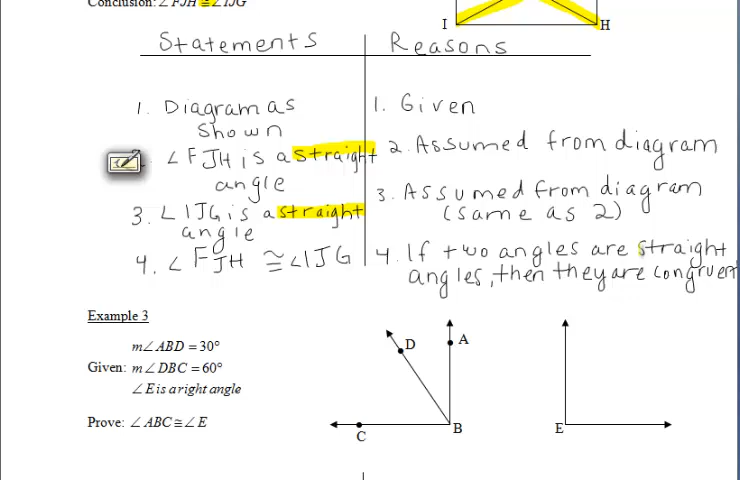 Conclusion: ∠FJH ≅ ∠IJG
I H
Statements Reasons
1. Diagram as shown
1. Given
∠FJH is a straight angle
2. Assumed from diagram
3. ∠IJG is a straight angle
3. Assumed from diagram (same as 2)
4. ∠FJH ≅ ∠IJG
4. If two angles are straight angles, then they are congruent
Example 3
m∠ABD = 30°
Given: m∠DBC = 60°
∠E is a right angle
Prove: ∠ABC ≅ ∠E
D A
C B E